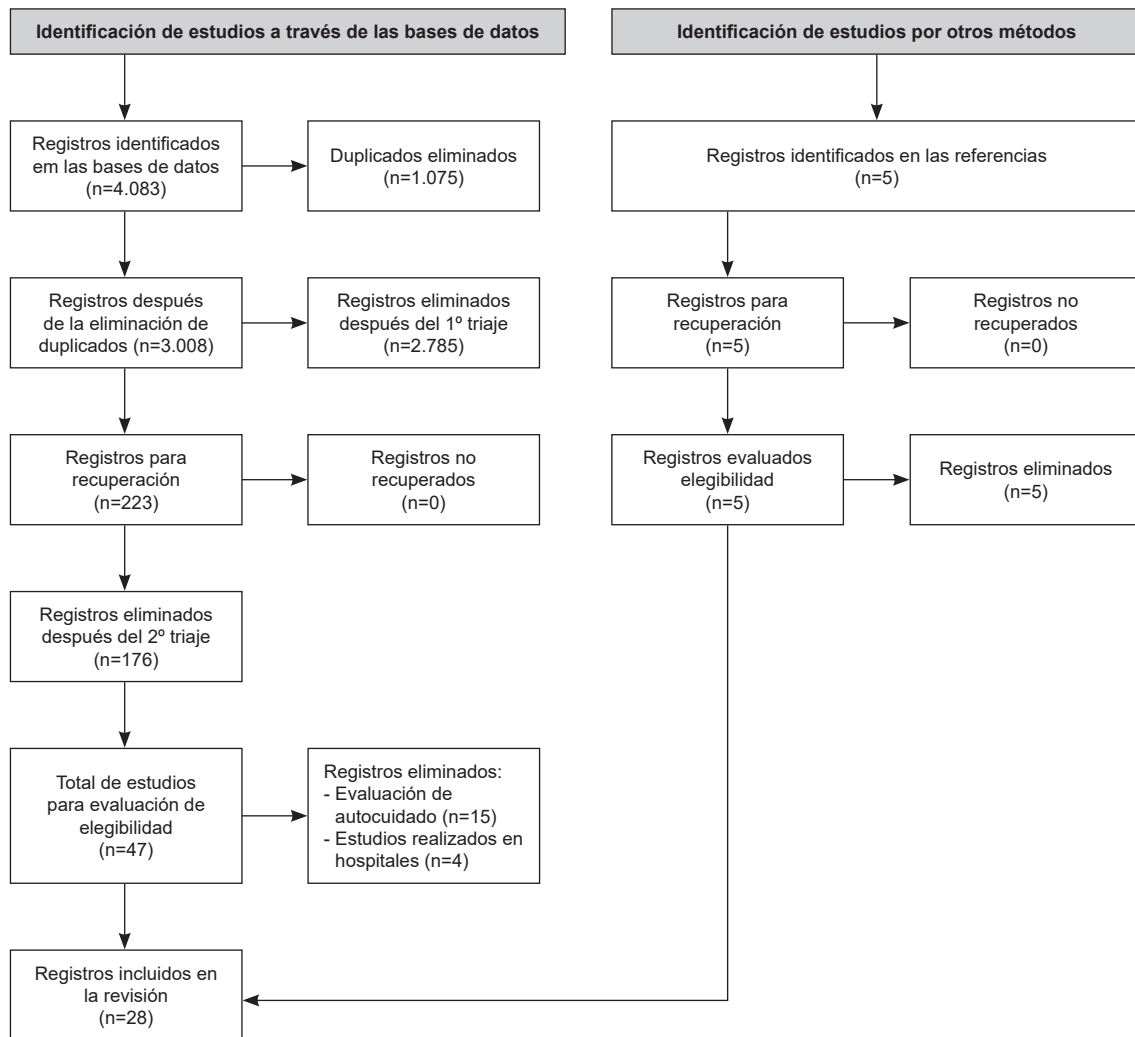 Identificación de estudios a través de las bases de datos
Registros identificados
em las bases de datos
(n=4.083)
Duplicados eliminados
(n=1.075)
Registros después
de la eliminación de
duplicados (n=3.008)
Registros eliminados
después del 1º triaje
(n=2.785)
Registros para
recuperación
(n=223)
Registros no
recuperados
(n=0)
Registros eliminados
después del 2º triaje
(n=176)
Total de estudios
para evaluación de
elegibilidad
(n=47)
Registros eliminados:
- Evaluación de
autocuidado (n=15)
- Estudios realizados en
hospitales (n=4)
Registros incluidos en
la revisión
(n=28)
Identificación de estudios por otros métodos
Registros identificados en las referencias
(n=5)
Registros para
recuperación
(n=5)
Registros no
recuperados
(n=0)
Registros evaluados
elegibilidad
(n=5)
Registros eliminados
(n=5)